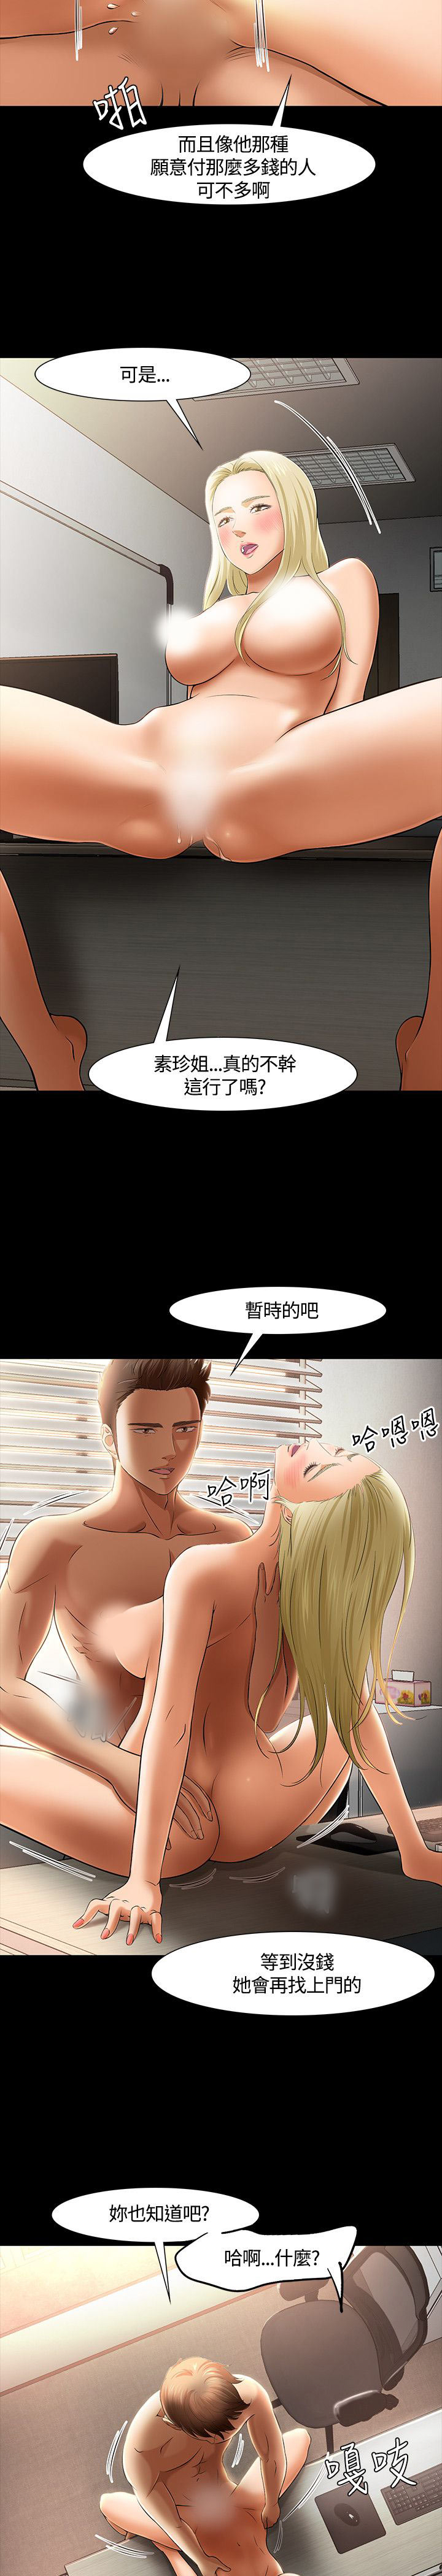 啪
而且像他那種
願意付那麼多錢的人
可不多啊
可是...
素珍姐...真的不幹
這行了嗎?
暫時的吧
哈嗯嗯
哈啊
等到沒錢
她會再找上門的
妳也知道吧?
哈啊...什麼?
嘎吱